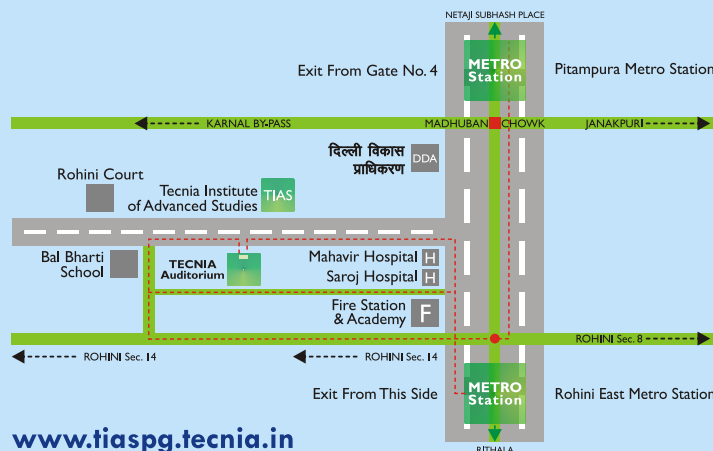 NETAJI SUBHASH PLACE
METRO
Station
Exit From Gate No. 4
Pitampura Metro Station
KARNAL BY-PASS
MADHUBAN CHOWK
JANAKPURI
दिल्ली विकास
प्राधिकरण
DDA
Rohini Court
Tecnia Institute
of Advanced Studies
TIAS
Bal Bharti
School
TECNIA
Auditorium
Mahavir Hospital
H
Saroj Hospital
H
Fire Station
& Academy
F
ROHINI Sec. 8
ROHINI Sec. 14
ROHINI Sec. 14
Exit From This Side
METRO
Station
Rohini East Metro Station
www.tiaspg.tecnia.in
RITHALA